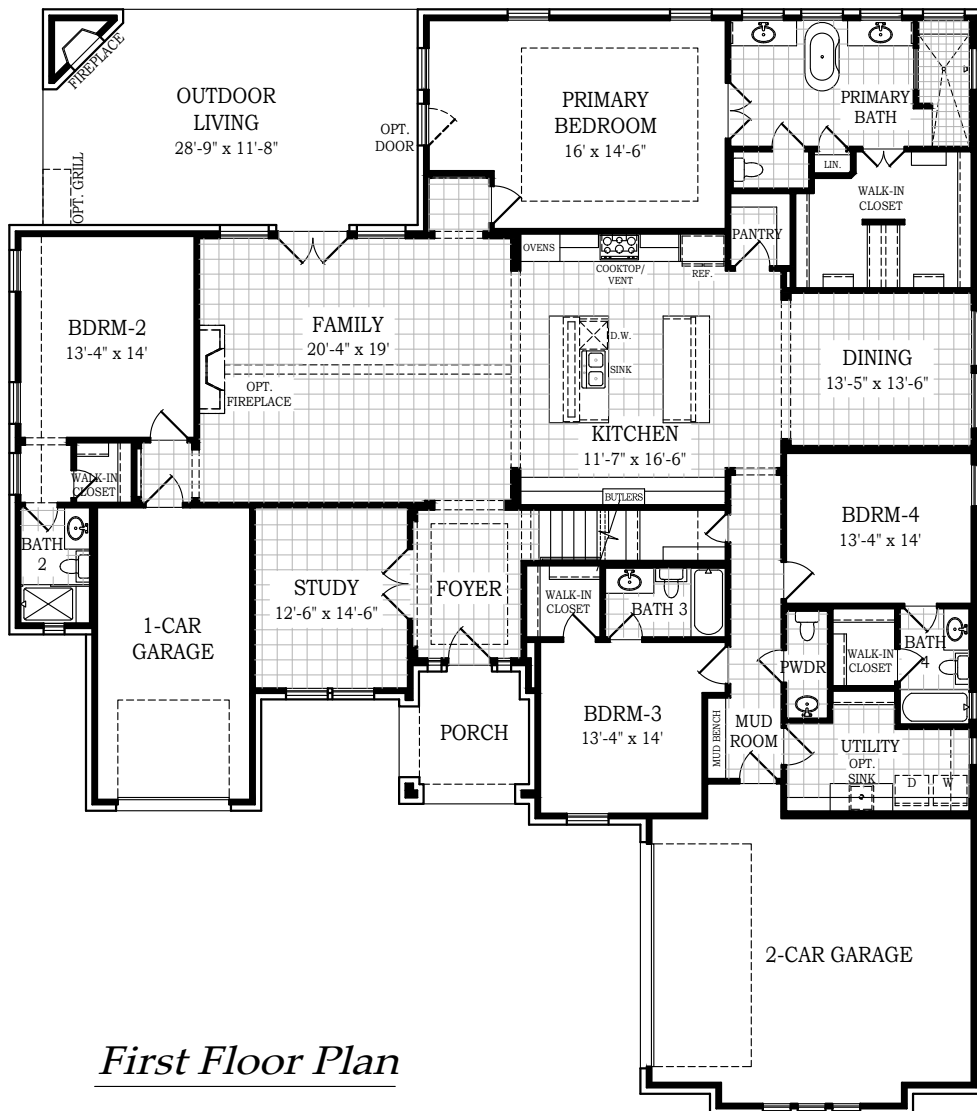 FIREPLACE
OUTDOOR
LIVING
28'-9" x 11'-8"
OPT. GRILL
OPT.
DOOR
PRIMARY
BEDROOM
16' x 14'-6"
PRIMARY
BATH
LIN.
WALK-IN
CLOSET
PANTRY
OVENS
COOKTOP/
VENT
REF.
BDRM-2
13'-4" x 14'
FAMILY
20'-4" x 19'
OPT.
FIREPLACE
D.W.
SINK
KITCHEN
11'-7" x 16'-6"
BUTLERS
DINING
13'-5" x 13'-6"
WALK-IN
CLOSET
BATH
2
1-CAR
GARAGE
STUDY
12'-6" x 14'-6"
FOYER
WALK-IN
CLOSET
BATH 3
BDRM-4
13'-4" x 14'
PWDR
WALK-IN
CLOSET
BATH
4
PORCH
BDRM-3
13'-4" x 14'
MUD BENCH
MUD
ROOM
UTILITY
OPT.
SINK
D
W
2-CAR GARAGE
First Floor Plan